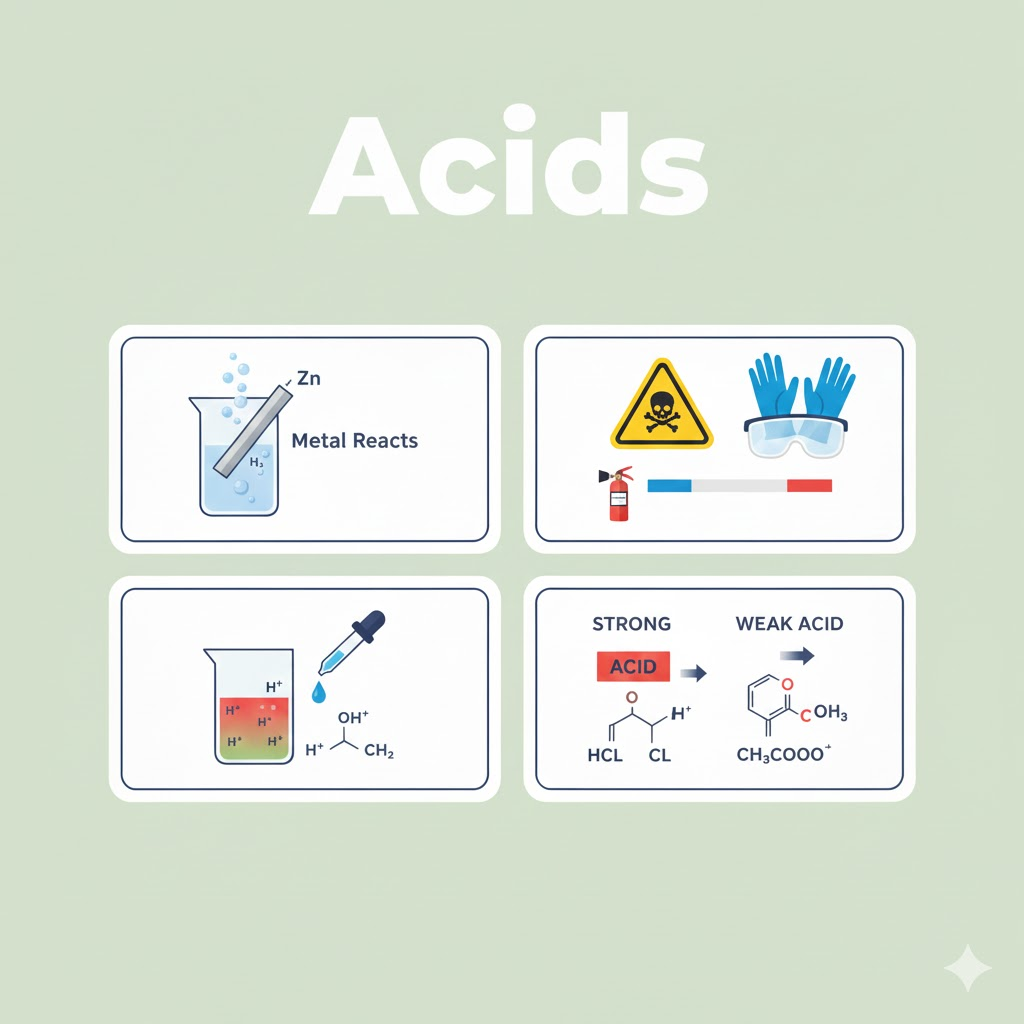 Acids
Zn
Metal Reacts
H₃
H⁺
H⁺
H⁺
H⁺
H⁺
OH⁺
H⁺
CH₂
STRONG
WEAK ACID
ACID
O
H⁺
HCL
CL
O
C OH₃
CH₃COOO⁺